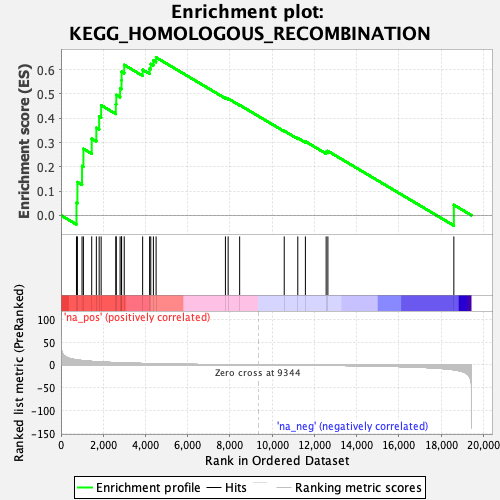 Enrichment plot:
KEGG_HOMOLOGOUS_RECOMBINATION
Enrichment score (ES)
0.6
0.5
0.4
0.3
0.2
0.1
0.0
'na_pos' (positively correlated)
Ranked list metric (PreRanked)
100
50
0
-50
-100
-150
Zero cross at 9344
'na_neg' (negatively correlated)
0
2,000
4,000
6,000
8,000
10,000
12,000
14,000
16,000
18,000
20,000
Rank in Ordered Dataset
Enrichment profile
Hits
Ranking metric scores